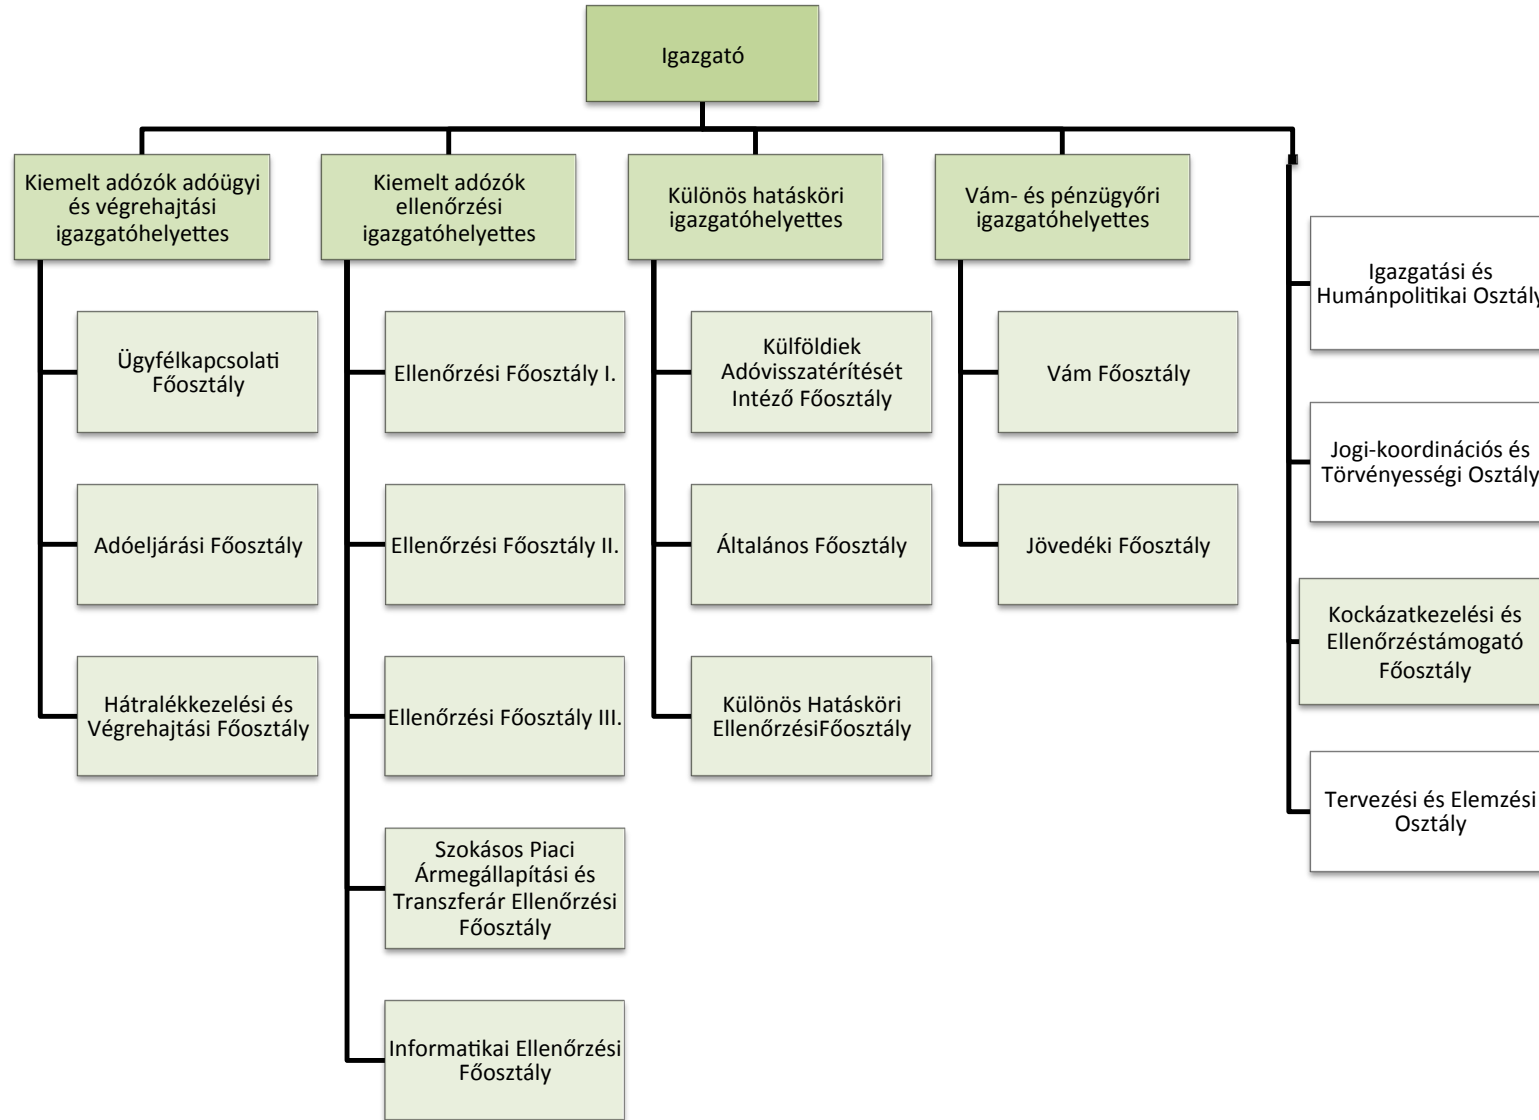 Igazgató
Kiemelt adózók adóügyi
és végrehajtási
igazgatóhelyettes
Ügyfélkapcsolati
Főosztály
Adóeljárási Főosztály
Hátralékkezelési és
Végrehajtási Főosztály
Kiemelt adózók
ellenőrzési
igazgatóhelyettes
Ellenőrzési Főosztály I.
Ellenőrzési Főosztály II.
Ellenőrzési Főosztály III.
Szokásos Piaci
Ármegállapítási és
Transzferár Ellenőrzési
Főosztály
Informatikai Ellenőrzési
Főosztály
Különös hatásköri
igazgatóhelyettes
Külföldiek
Adóvisszatérítését
Intéző Főosztály
Általános Főosztály
Különös Hatásköri
EllenőrzésiFőosztály
Vám- és pénzügyőri
igazgatóhelyettes
Vám Főosztály
Jövedéki Főosztály
Igazgatási és
Humánpolitikai Osztály
Jogi-koordinációs és
Törvényességi Osztály
Kockázatkezelési és
Ellenőrzéstámogató
Főosztály
Tervezési és Elemzési
Osztály